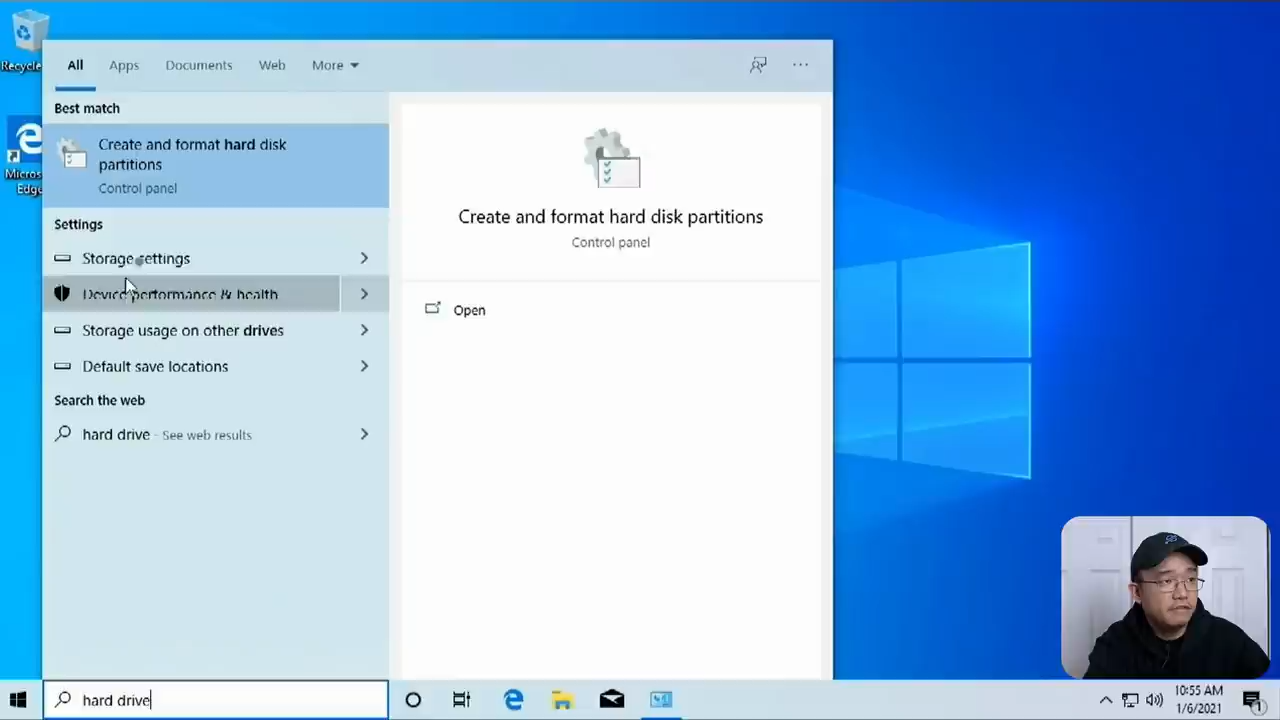 Recycle
Micros
Edge
All Apps Documents Web More
Best match
Create and format hard disk
partitions
Control panel
Settings
Storage settings
Device performance & health
Storage usage on other drives
Default save locations
Search the web
hard drive - See web results
Create and format hard disk partitions
Control panel
Open
hard drive
10:55 AM
1/6/2021
1